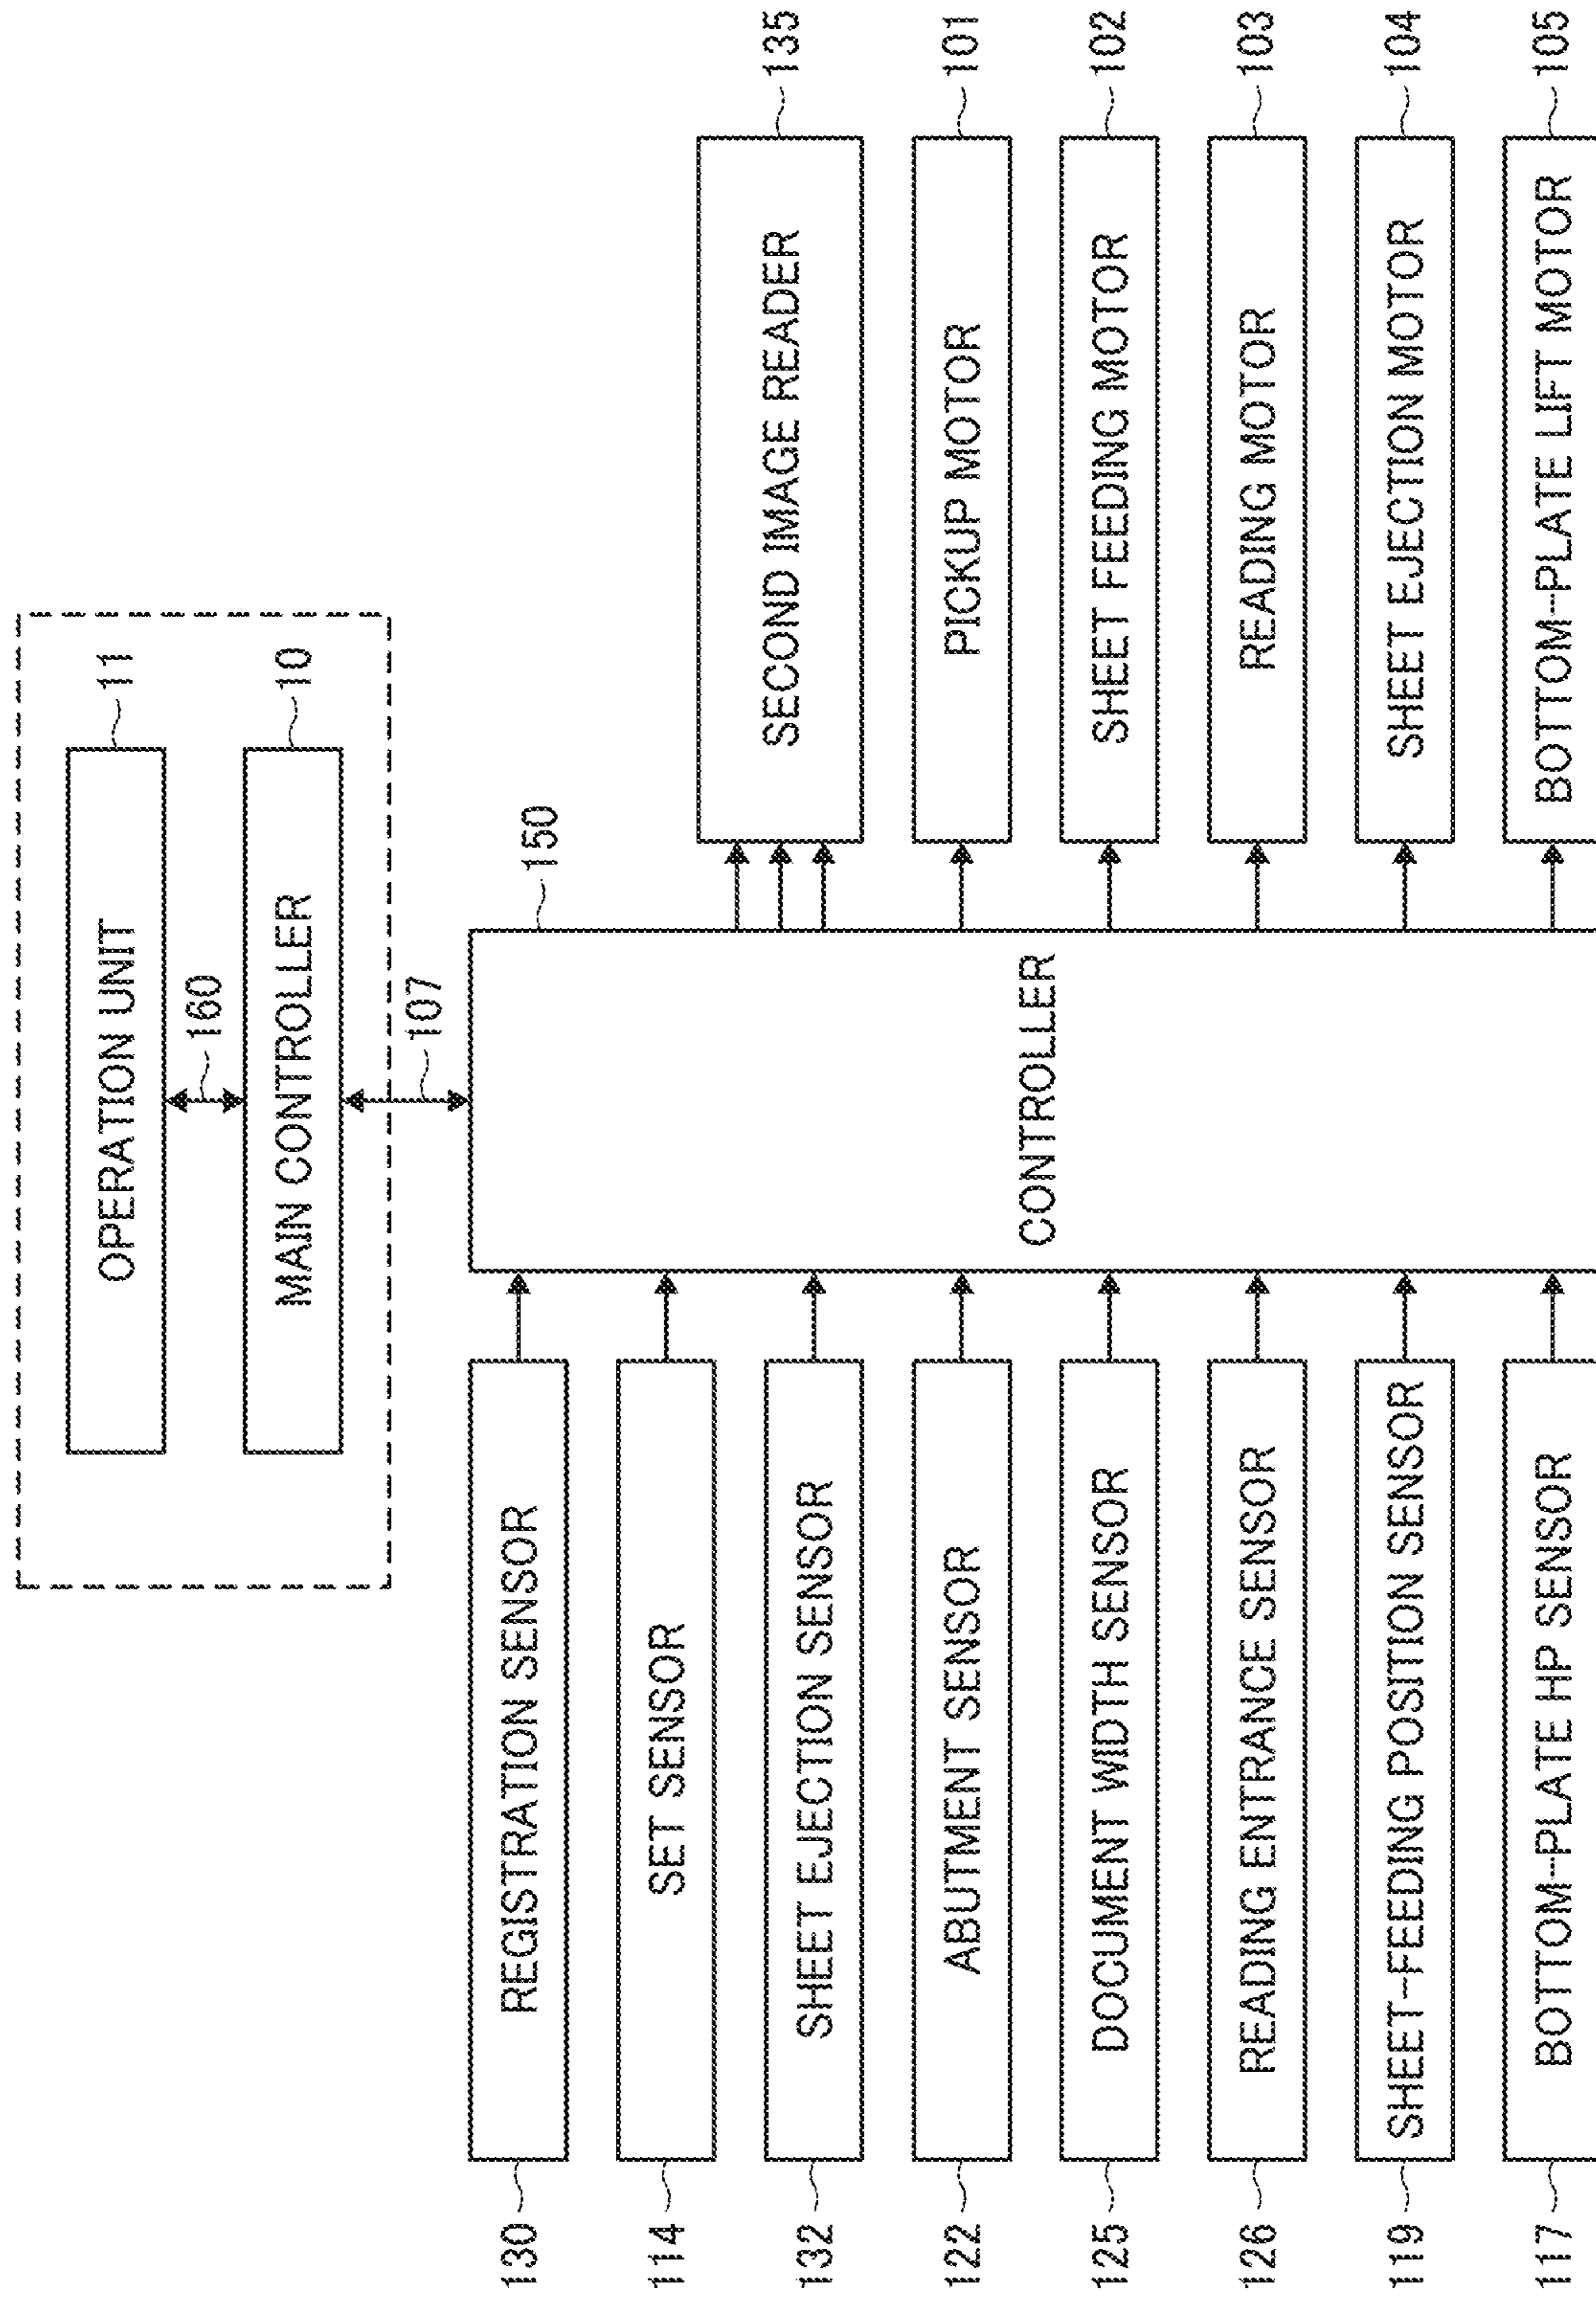 OPERATION UNIT
11
160
MAIN CONTROLLER
10
107
150
CONTROLLER
130
REGISTRATION SENSOR
114
SET SENSOR
132
SHEET EJECTION SENSOR
122
ABUTMENT SENSOR
125
DOCUMENT WIDTH SENSOR
126
READING ENTRANCE SENSOR
119
SHEET-FEEDING POSITION SENSOR
117
BOTTOM-PLATE HP SENSOR
SECOND IMAGE READER
135
PICKUP MOTOR
101
SHEET FEEDING MOTOR
102
READING MOTOR
103
SHEET EJECTION MOTOR
104
BOTTOM-PLATE LIFT MOTOR
105